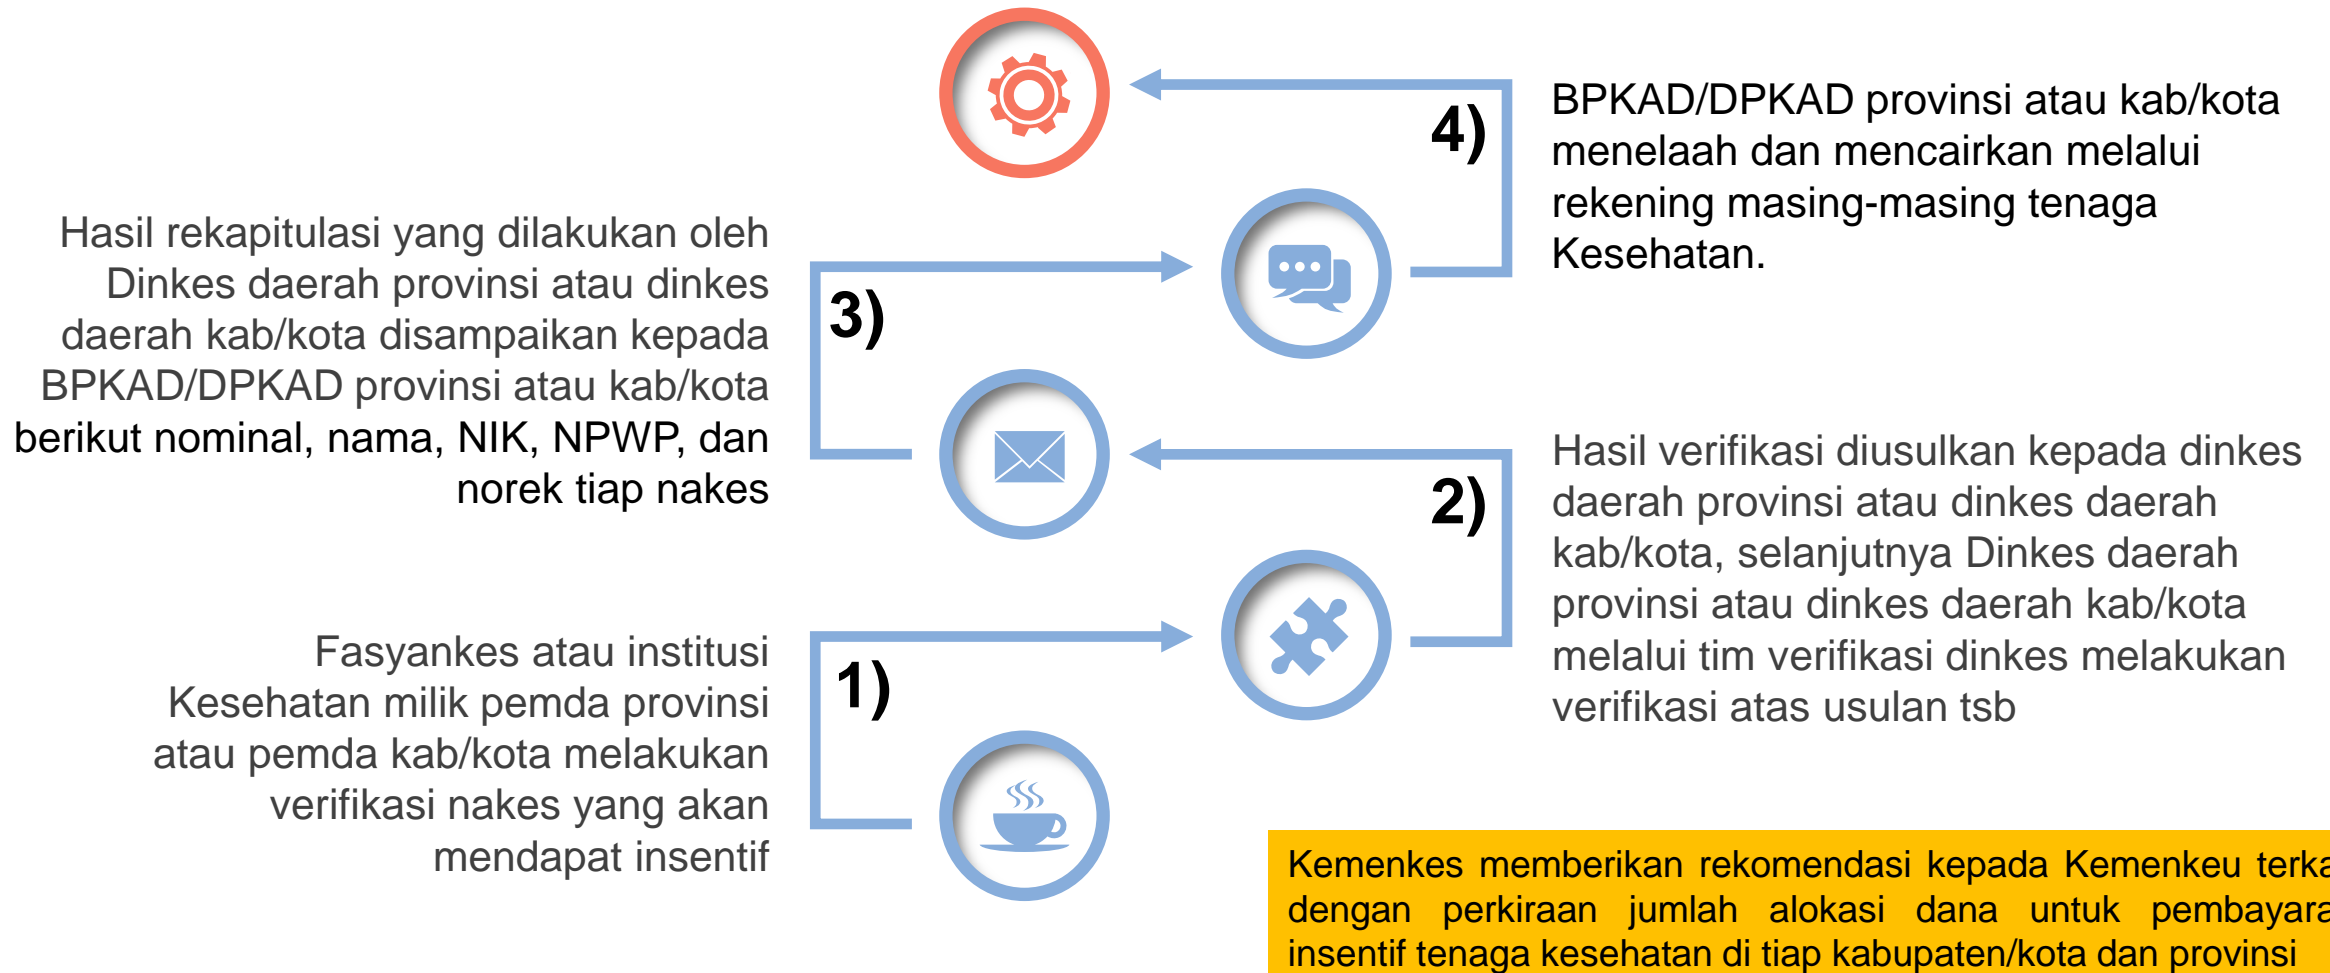 4)
BPKAD/DPKAD provinsi atau kab/kota
menelaah dan mencairkan melalui
rekening masing-masing tenaga
Kesehatan.
3)
Hasil rekapitulasi yang dilakukan oleh
Dinkes daerah provinsi atau dinkes
daerah kab/kota disampaikan kepada
BPKAD/DPKAD provinsi atau kab/kota
berikut nominal, nama, NIK, NPWP, dan
norek tiap nakes
2)
Hasil verifikasi diusulkan kepada dinkes
daerah provinsi atau dinkes daerah
kab/kota, selanjutnya Dinkes daerah
provinsi atau dinkes daerah kab/kota
melalui tim verifikasi dinkes melakukan
verifikasi atas usulan tsb
1)
Fasyankes atau institusi
Kesehatan milik pemda provinsi
atau pemda kab/kota melakukan
verifikasi nakes yang akan
mendapat insentif
Kemenkes memberikan rekomendasi kepada Kemenkeu
dengan perkiraan jumlah alokasi dana untuk
insentif tenaga kesehatan di tiap kabupaten/kota dan provinsi